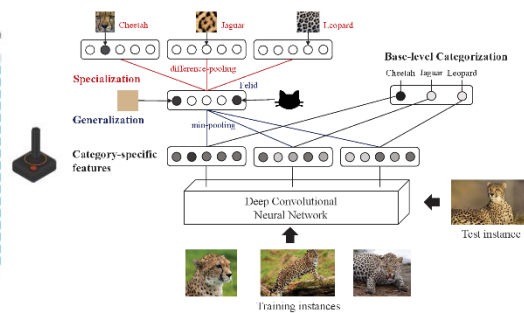 Cheetah
Jaguar
Leopard
difference-pooling
Specialization
Felid
Generalization
min-pooling
Base-level Categorization
Cheetah
Jaguar
Leopard
Category-specific
features
Deep Convolutional
Neural Network
Test instance
Training instances